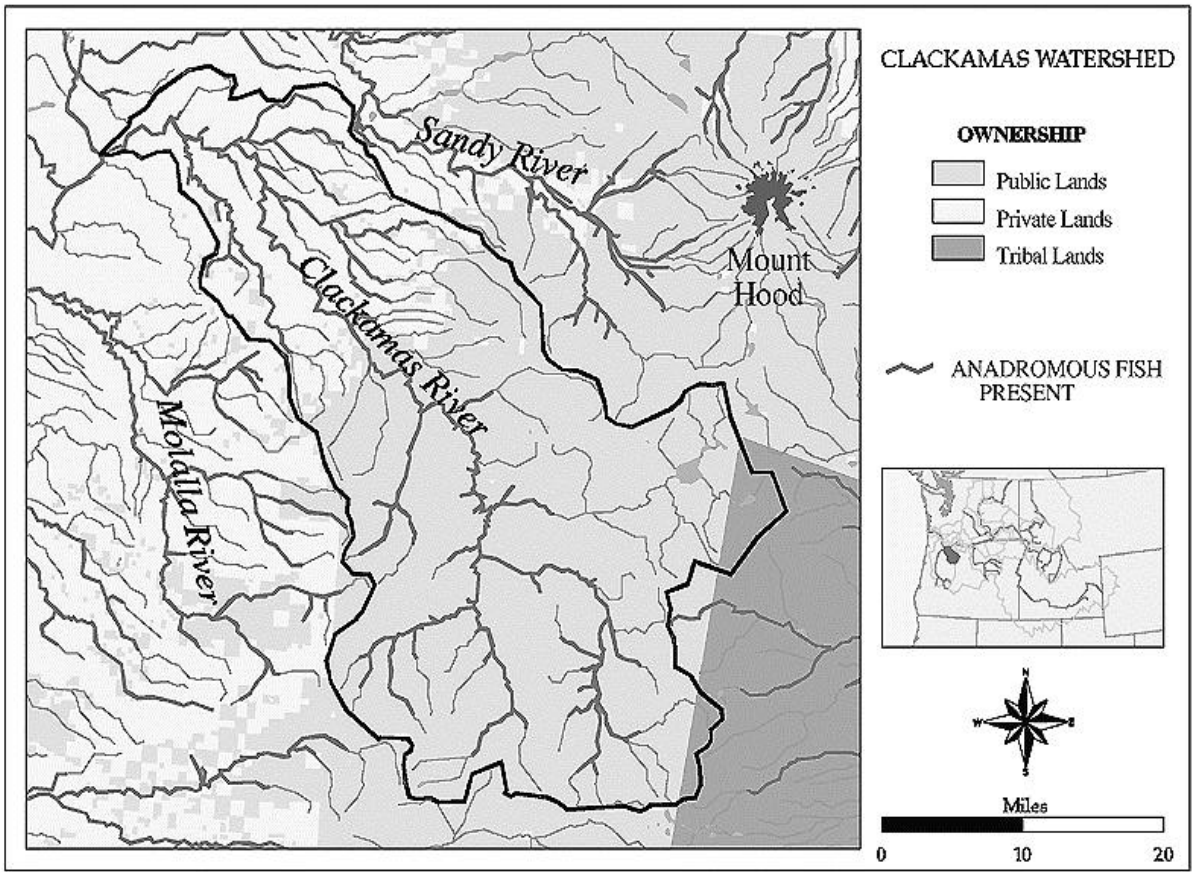 CLACKAMAS WATERSHED
OWNERSHIP
Public Lands
Private Lands
Tribal Lands
ANADROMOUS FISH
PRESENT
Sandy River
Mount
Hood
Clackamas River
Molalla River
N
W
E
S
Miles
0
10
20